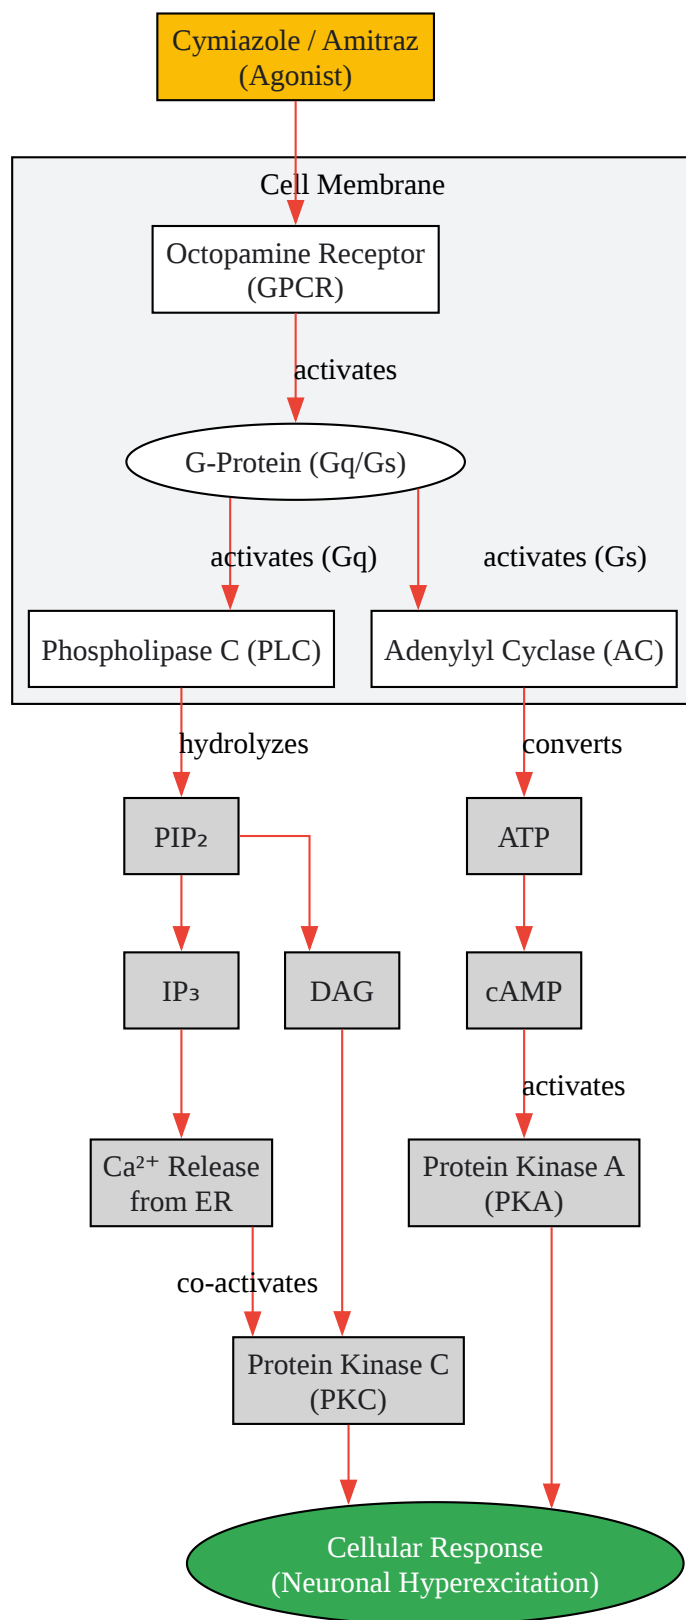 Cymiazole / Amitraz
(Agonist)
Cell Membrane
Octopamine Receptor
(GPCR)
activates
G-Protein (Gq/Gs)
activates (Gq)
activates (Gs)
Phospholipase C (PLC)
Adenylyl Cyclase (AC)
hydrolyzes
converts
PIP₂
ATP
IP₃
DAG
cAMP
activates
Ca²⁺ Release
from ER
Protein Kinase A
(PKA)
co-activates
Protein Kinase C
(PKC)
Cellular Response
(Neuronal Hyperexcitation)